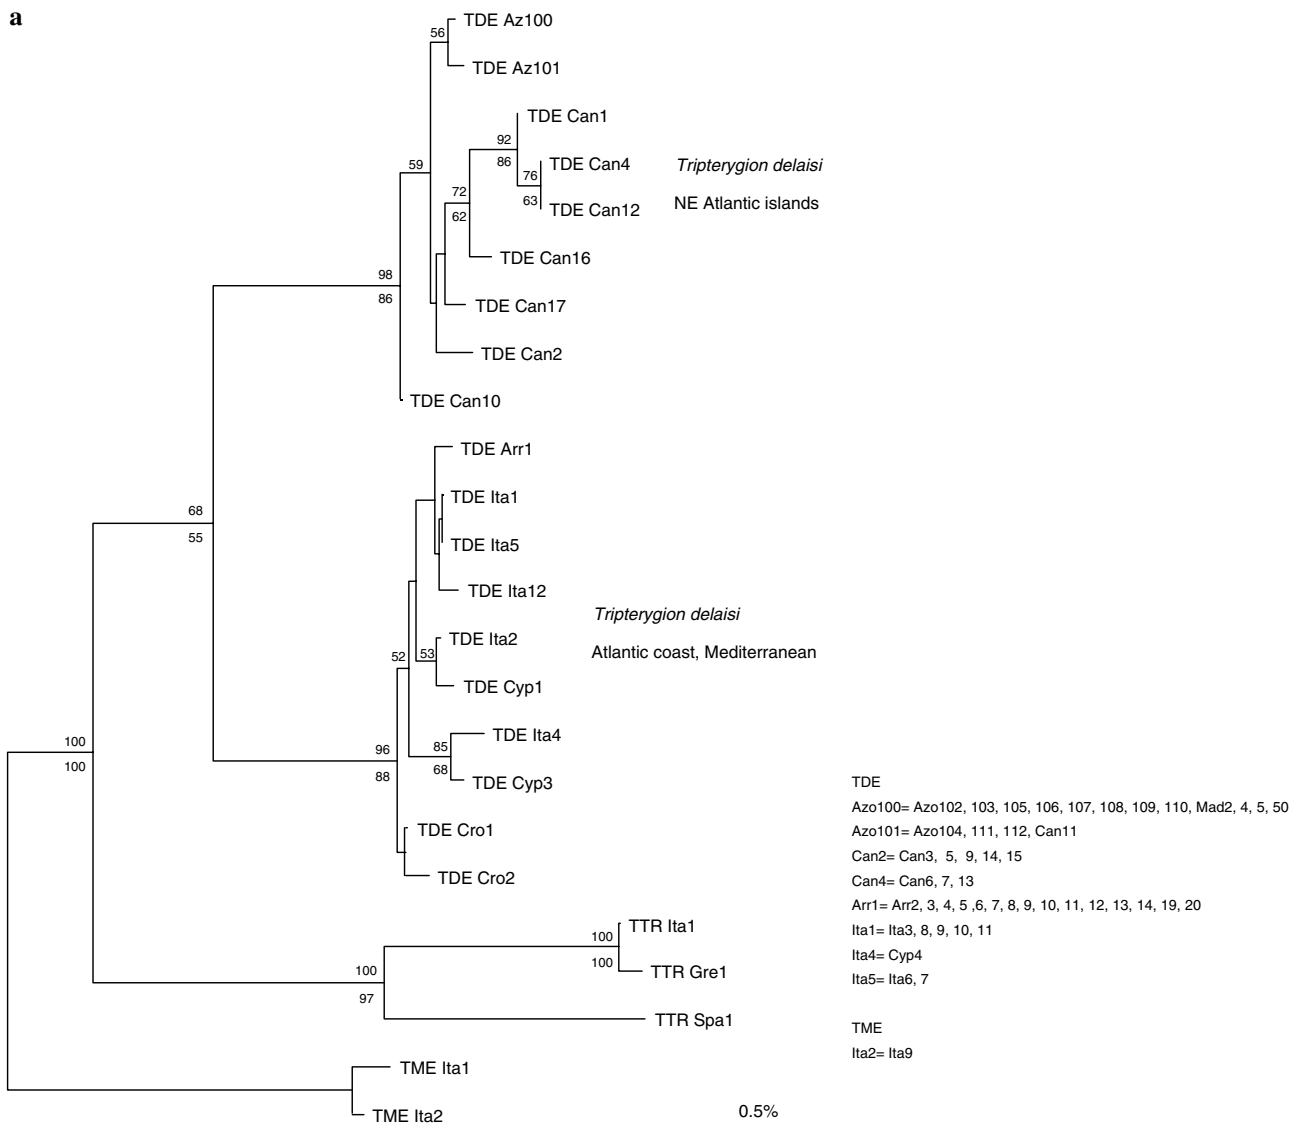 a
TDE Az100
56
TDE Az101
TDE Can1
92
86
TDE Can4
76
63
TDE Can12
59
Tripterygion delaisi
NE Atlantic islands
72
62
TDE Can16
98
86
TDE Can17
TDE Can2
TDE Can10
TDE Arr1
TDE Ita1
68
55
TDE Ita5
TDE Ita12
Tripterygion delaisi
Atlantic coast, Mediterranean
TDE Ita2
52
53
TDE Cyp1
TDE Ita4
100
100
96
88
85
68
TDE Cyp3
TDE Cro1
TDE Cro2
TTR Ita1
100
100
TTR Gre1
100
97
TTR Spa1
TME Ita1
TME Ita2
TDE
Azo100= Azo102, 103, 105, 106, 107, 108, 109, 110, Mad2, 4, 5, 50
Azo101= Azo104, 111, 112, Can11
Can2= Can3, 5, 9, 14, 15
Can4= Can6, 7, 13
Arr1= Arr2, 3, 4, 5 ,6, 7, 8, 9, 10, 11, 12, 13, 14, 19, 20
Ita1= Ita3, 8, 9, 10, 11
Ita4= Cyp4
Ita5= Ita6, 7
TME
Ita2= Ita9
0.5%